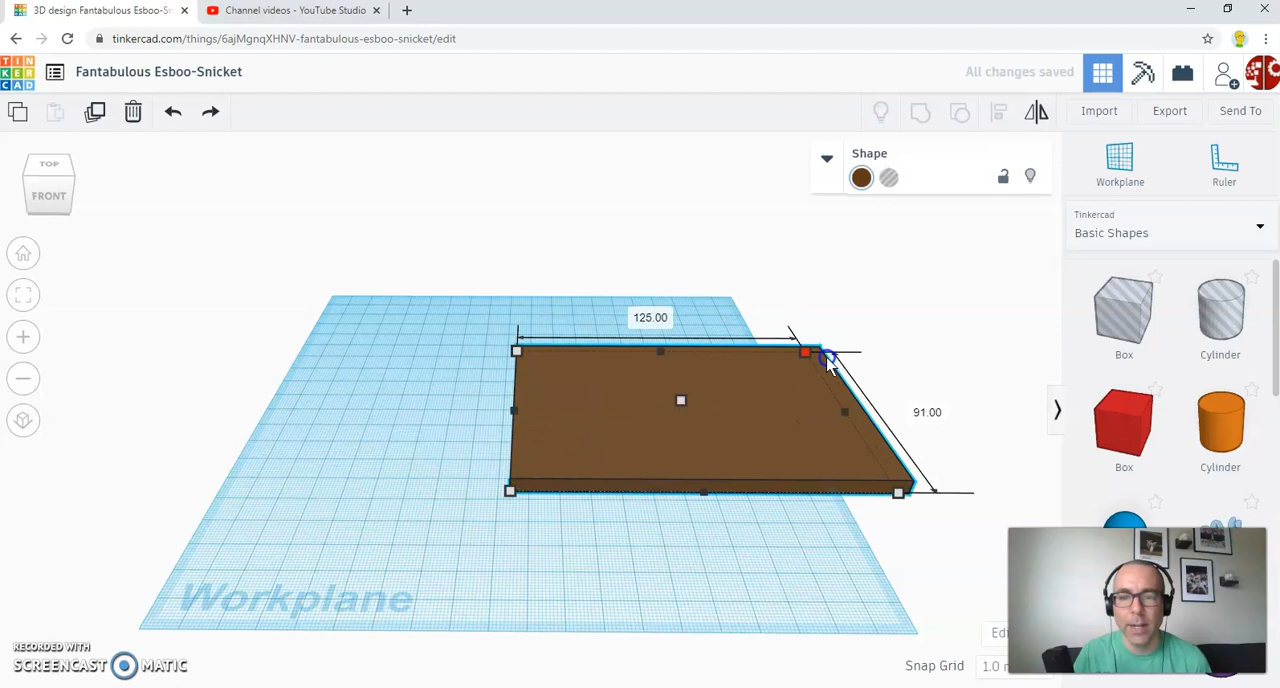 3D design Fantabulous Esboo-Sn
Channel videos - YouTube Studio
tinkercad.com/things/6ajMgnqXHNV-fantabulous-esboo-snicket/edit
TIN
KER
CAD
Fantabulous Esboo-Snicket
All changes saved
Import
Export
Send To
TOP
FRONT
Shape
Workplane
Ruler
Tinkercad
Basic Shapes
125.00
91.00
Box
Cylinder
Box
Cylinder
Workplane
Snap Grid
1.0
RECORDED WITH
SCREENCAST MATIC